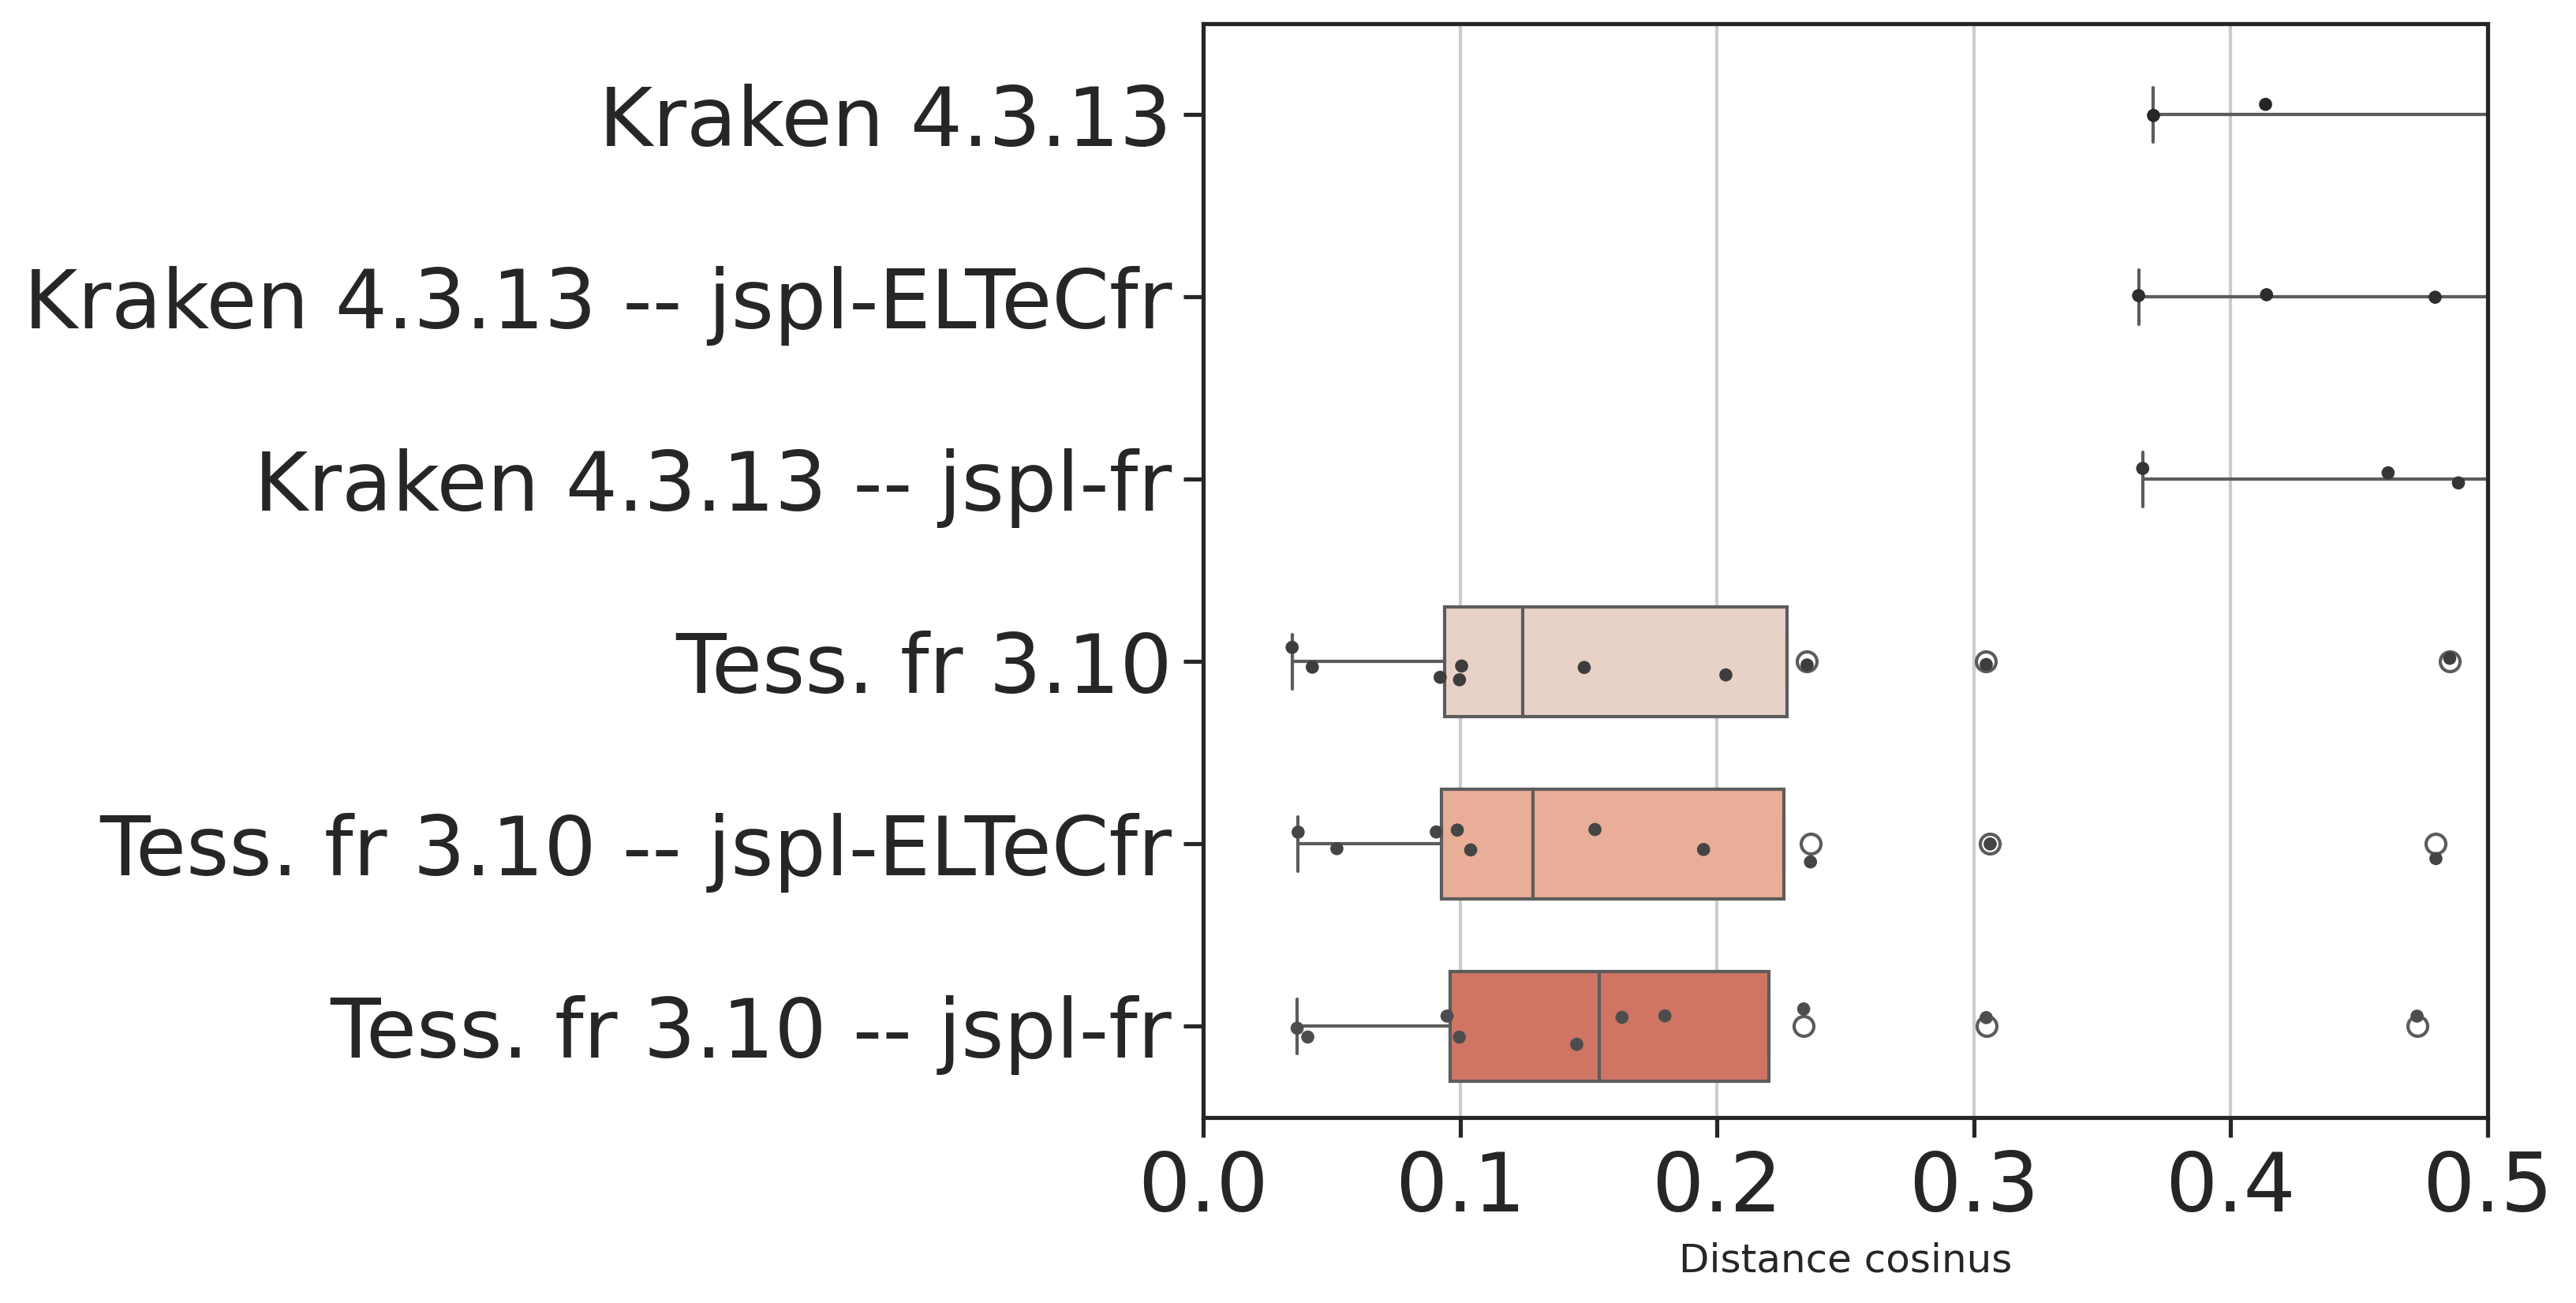 Kraken 4.3.13
Kraken 4.3.13 -- jspl-ELTeCfr
Kraken 4.3.13 -- jspl-fr
Tess. fr 3.10
Tess. fr 3.10 -- jspl-ELTeCfr
Tess. fr 3.10 -- jspl-fr
0.0 0.1 0.2 0.3 0.4 0.5
Distance cosinus